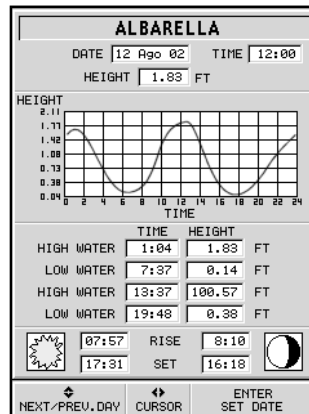 ALBARELLA
DATE 12 Ago 02 TIME 12:00
HEIGHT 1.83 FT
HEIGHT
2.11
1.77
1.42
1.08
0.73
0.38
0.04
0 2 4 6 8 10 12 14 16 18 20 22 24
TIME
TIME HEIGHT
HIGH WATER 1:04 1.83 FT
LOW WATER 7:37 0.14 FT
HIGH WATER 13:37 100.57 FT
LOW WATER 19:48 0.38 FT
07:57 RISE 8:10
17:31 SET 16:18
NEXT/PREV.DAY CURSOR ENTER
SET DATE